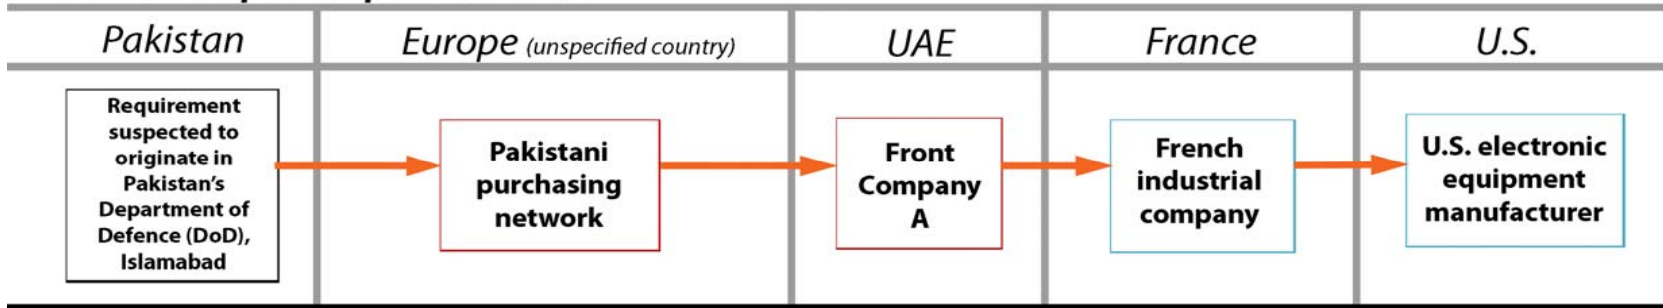 Pakistan
Europe (unspecified country)
UAE
France
U.S.
Requirement
suspected to
originate in
Pakistan's
Department of
Defence (DoD),
Islamabad
Pakistani
purchasing
network
Front
Company
A
French
industrial
company
U.S. electronic
equipment
manufacturer